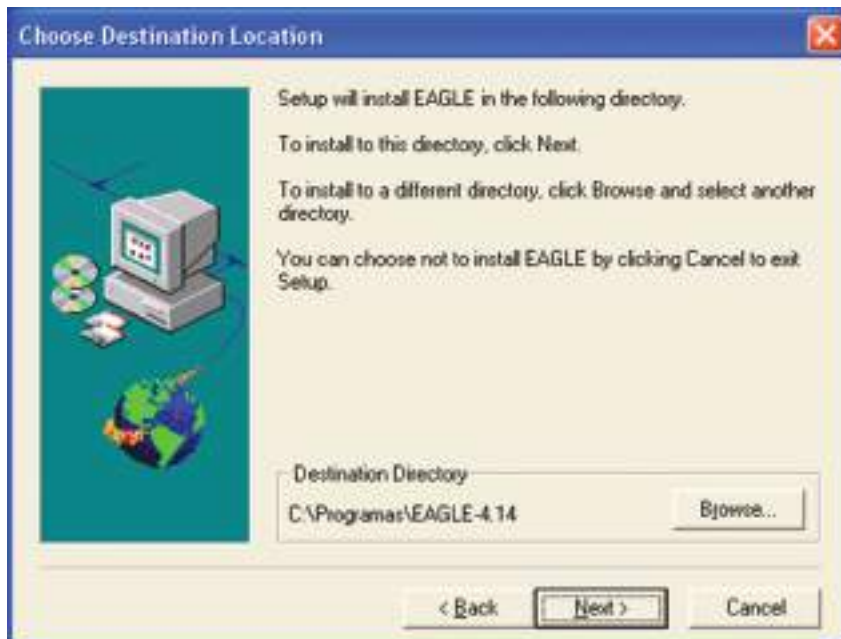 Choose Destination Location
Setup will install EAGLE in the following directory.
To install to this directory, click Next.
To install to a different directory, click Browse and select another
directory.
You can choose not to install EAGLE by clicking Cancel to exit
Setup.
Destination Directory
C:\Programas\EAGLE-4.14
Browse...
< Back
Next >
Cancel